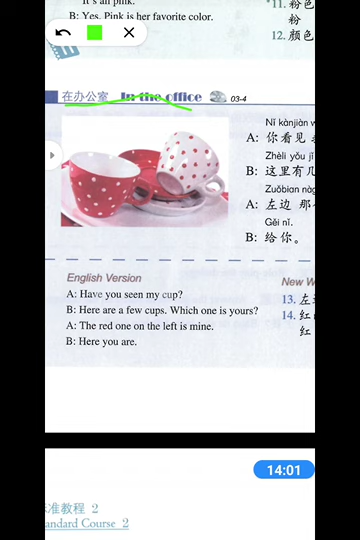 It's all pink.
B: Yes. Pink is her favorite color.
11. 粉色
粉
12. 颜色
在办公室 In the office 03-4
Nǐ kànjiàn w
A: 你看见
Zhèli yǒu jǐ
B: 这里有几
Zuǒbian nàg
A: 左边 那
Gěi nǐ.
B: 给你。
English Version
A: Have you seen my cup?
B: Here are a few cups. Which one is yours?
A: The red one on the left is mine.
B: Here you are.
New W
13. 左
14. 红
红
14:01
准教程 2
andard Course 2